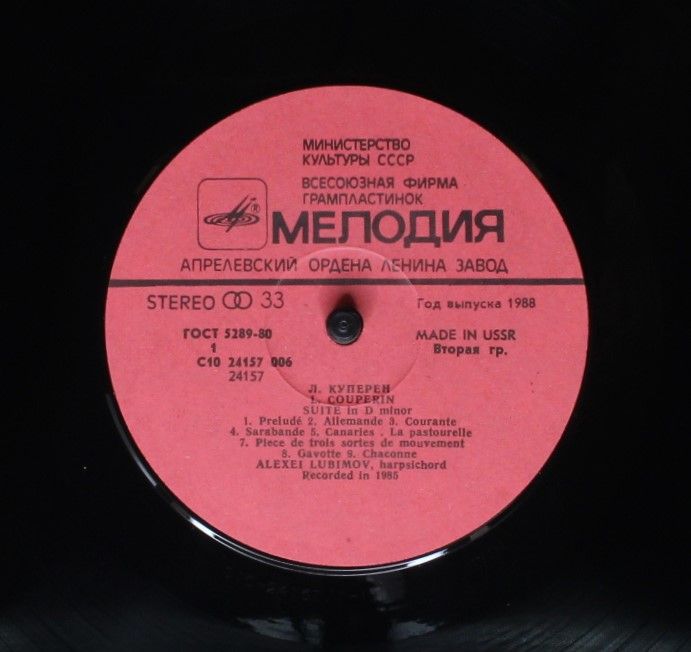 МИНИСТЕРСТВО
КУЛЬТУРЫ СССР
ВСЕСОЮЗНАЯ ФИРМА
ГРАМПЛАСТИНОК
®
МЕЛОДИЯ
АПРЕЛЕВСКИЙ ОРДЕНА ЛЕНИНА ЗАВОД
STEREO 33
Год выпуска 1988
ГОСТ 5289-80
MADE IN USSR
1
Вторая гр.
С10 24157 006
24157
Л. КУПЕРЕН
L. COUPERIN
SUITE in D minor
1. Preludé 2. Allemande 3. Courante
4. Sarabande 5. Canaries . La pastourelle
7. Piece de trois sortes de mouvement
8. Gavotte 9. Chaconne
ALEXEI LUBIMOV, harpsichord
Recorded in 1985